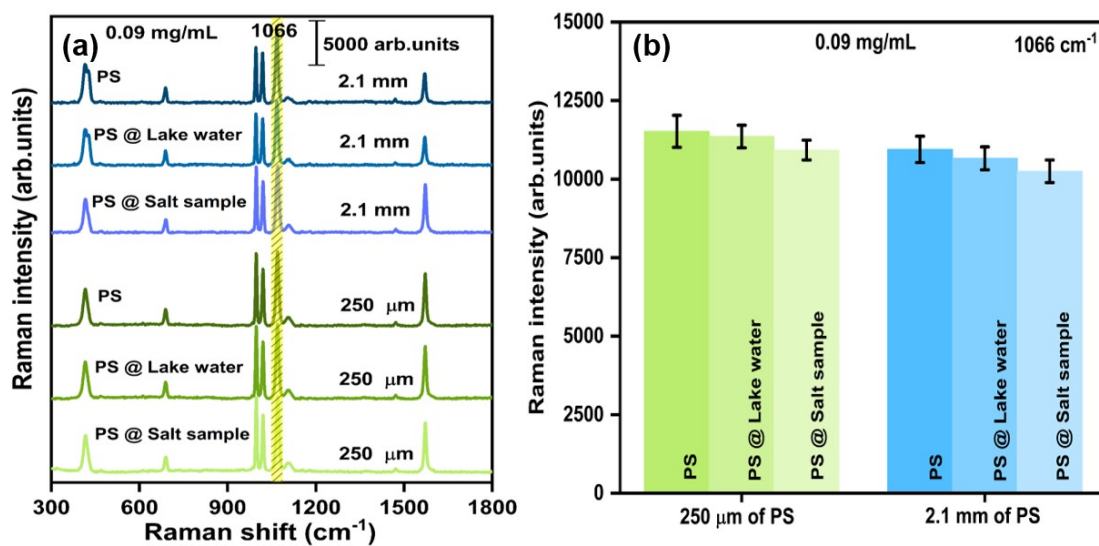 (a)
0.09 mg/mL
1066
5000 arb.units
PS
2.1 mm
PS @ Lake water
2.1 mm
PS @ Salt sample
2.1 mm
PS
250 μm
PS @ Lake water
250 μm
PS @ Salt sample
250 μm
Raman intensity (arb.units)
300 600 900 1200 1500 1800
Raman shift (cm⁻¹)
(b)
0.09 mg/mL
1066 cm⁻¹
15000
12500
10000
7500
5000
2500
0
Raman intensity (arb.units)
PS
PS @ Lake water
PS @ Salt sample
PS
PS @ Lake water
PS @ Salt sample
250 μm of PS
2.1 mm of PS